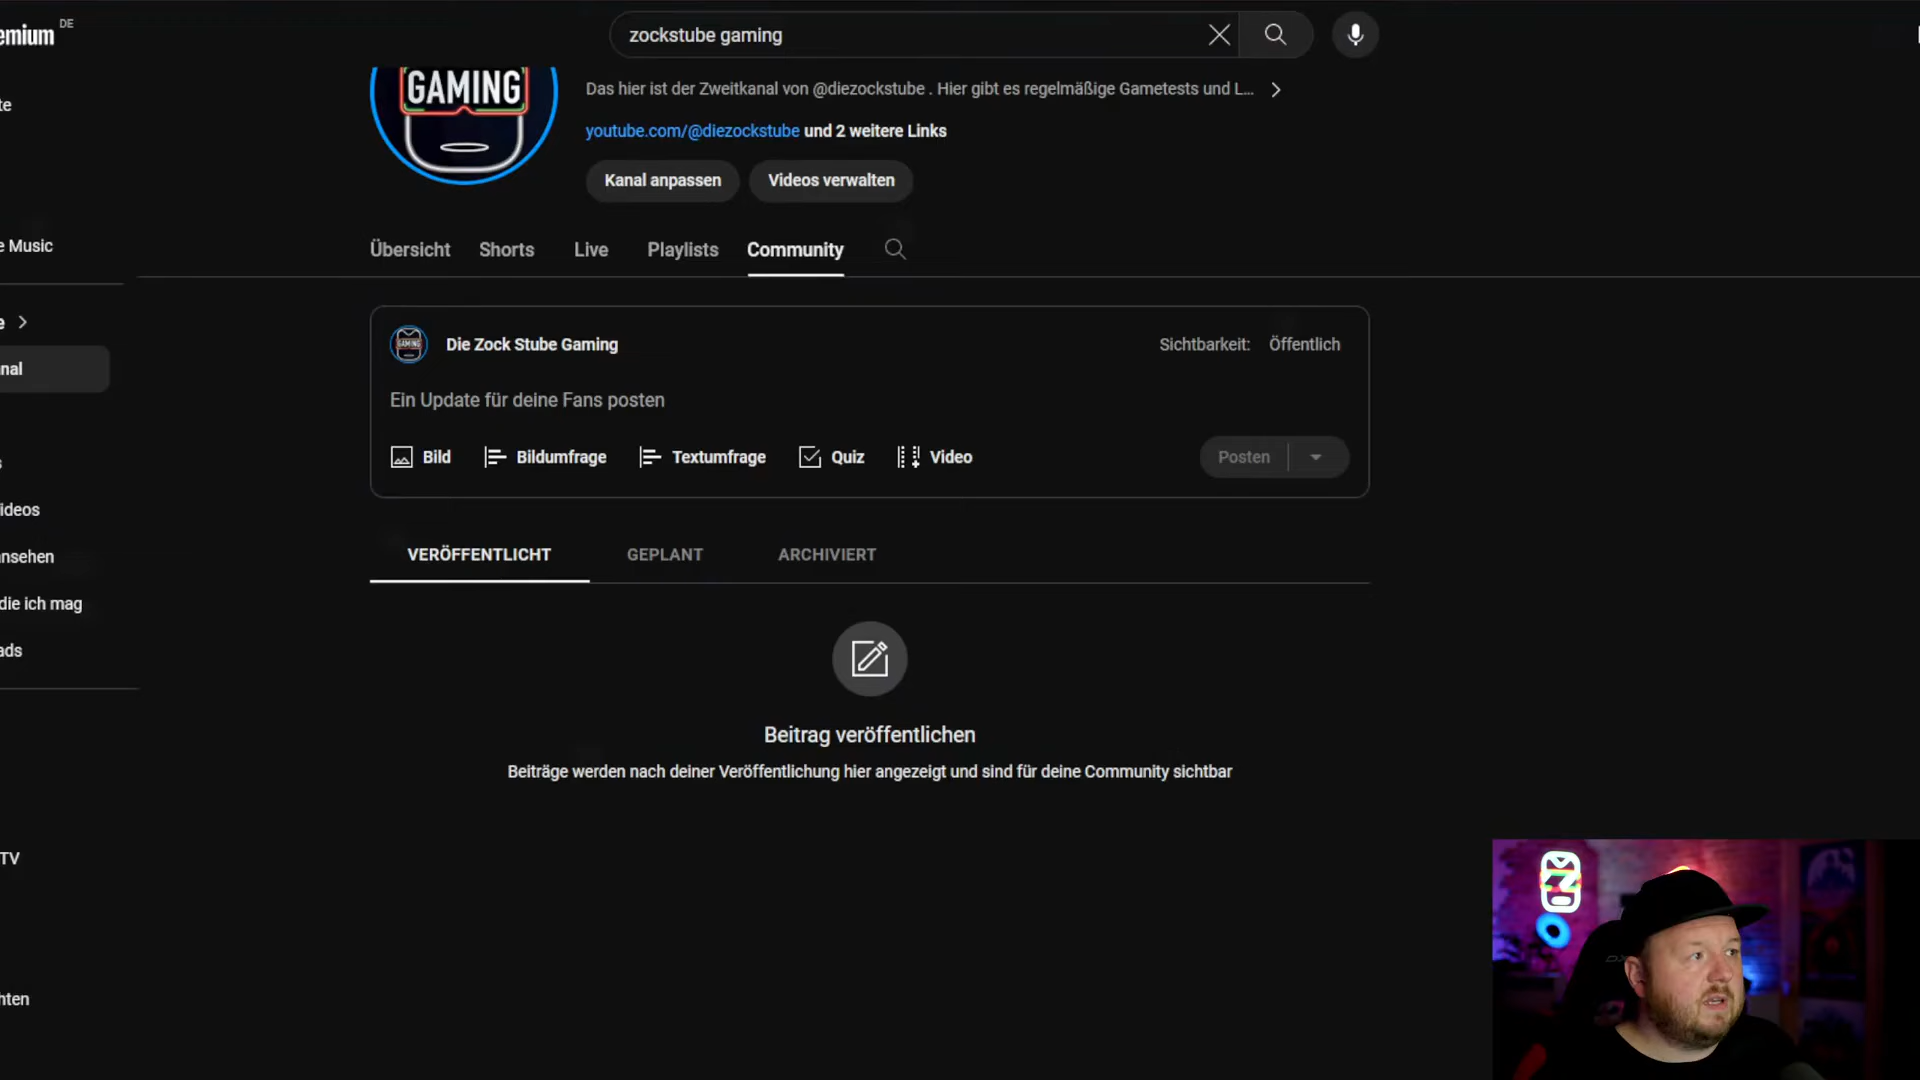 emium DE
zockstube gaming
te
GAMING
Das hier ist der Zweitkanal von @diezockstube . Hier gibt es regelmäßige Gametests und L...
youtube.com/@diezockstube und 2 weitere Links
Kanal anpassen
Videos verwalten
e Music
Übersicht
Shorts
Live
Playlists
Community
e
anal
GAMING
Die Zock Stube Gaming
Sichtbarkeit:
Öffentlich
Ein Update für deine Fans posten
Bild
Bildumfrage
Textumfrage
Quiz
Video
Posten
s
ideos
ansehen
die ich mag
ads
VERÖFFENTLICHT
GEPLANT
ARCHIVIERT
Beitrag veröffentlichen
Beiträge werden nach deiner Veröffentlichung hier angezeigt und sind für deine Community sichtbar
TV
hten